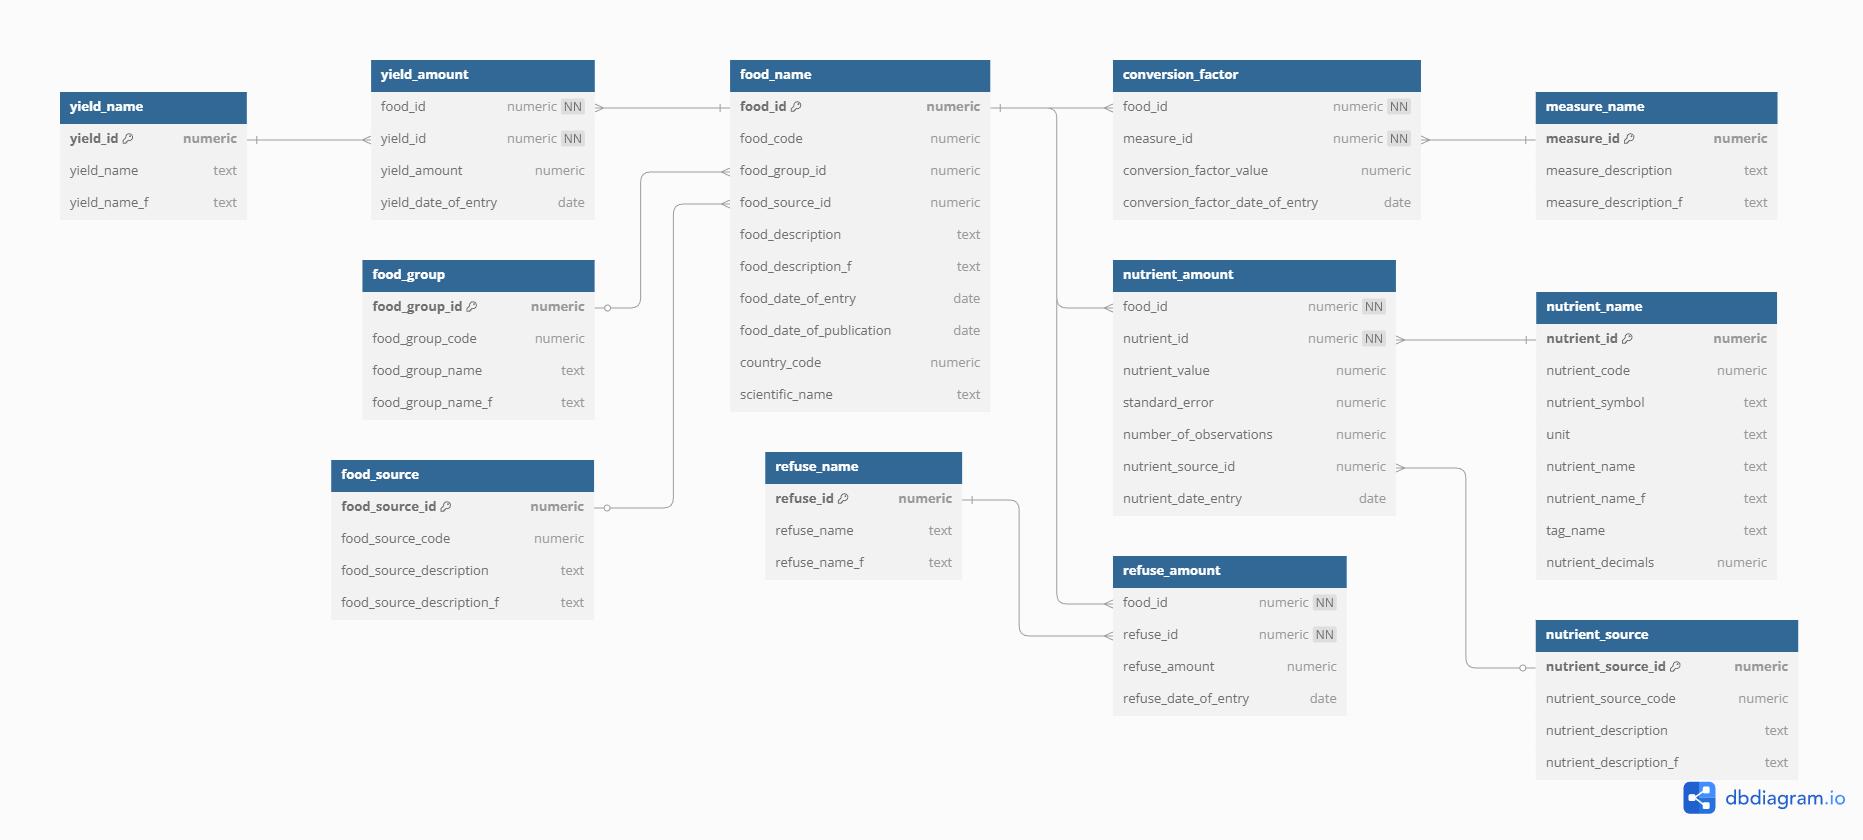 yield_name
yield_id numeric
yield_name text
yield_name_f text
yield_amount
food_id numeric NN
yield_id numeric NN
yield_amount numeric
yield_date_of_entry date
food_group
food_group_id numeric
food_group_code numeric
food_group_name text
food_group_name_f text
food_source
food_source_id numeric
food_source_code numeric
food_source_description text
food_source_description_f text
food_name
food_id numeric
food_code numeric
food_group_id numeric
food_source_id numeric
food_description text
food_description_f text
food_date_of_entry date
food_date_of_publication date
country_code numeric
scientific_name text
refuse_name
refuse_id numeric
refuse_name text
refuse_name_f text
conversion_factor
food_id numeric NN
measure_id numeric NN
conversion_factor_value numeric
conversion_factor_date_of_entry date
nutrient_amount
food_id numeric NN
nutrient_id numeric NN
nutrient_value numeric
standard_error numeric
number_of_observations numeric
nutrient_source_id numeric
nutrient_date_entry date
refuse_amount
food_id numeric NN
refuse_id numeric NN
refuse_amount numeric
refuse_date_of_entry date
measure_name
measure_id numeric
measure_description text
measure_description_f text
nutrient_name
nutrient_id numeric
nutrient_code numeric
nutrient_symbol text
unit text
nutrient_name text
nutrient_name_f text
tag_name text
nutrient_decimals numeric
nutrient_source
nutrient_source_id numeric
nutrient_source_code numeric
nutrient_description text
nutrient_description_f text
dbdiagram.io